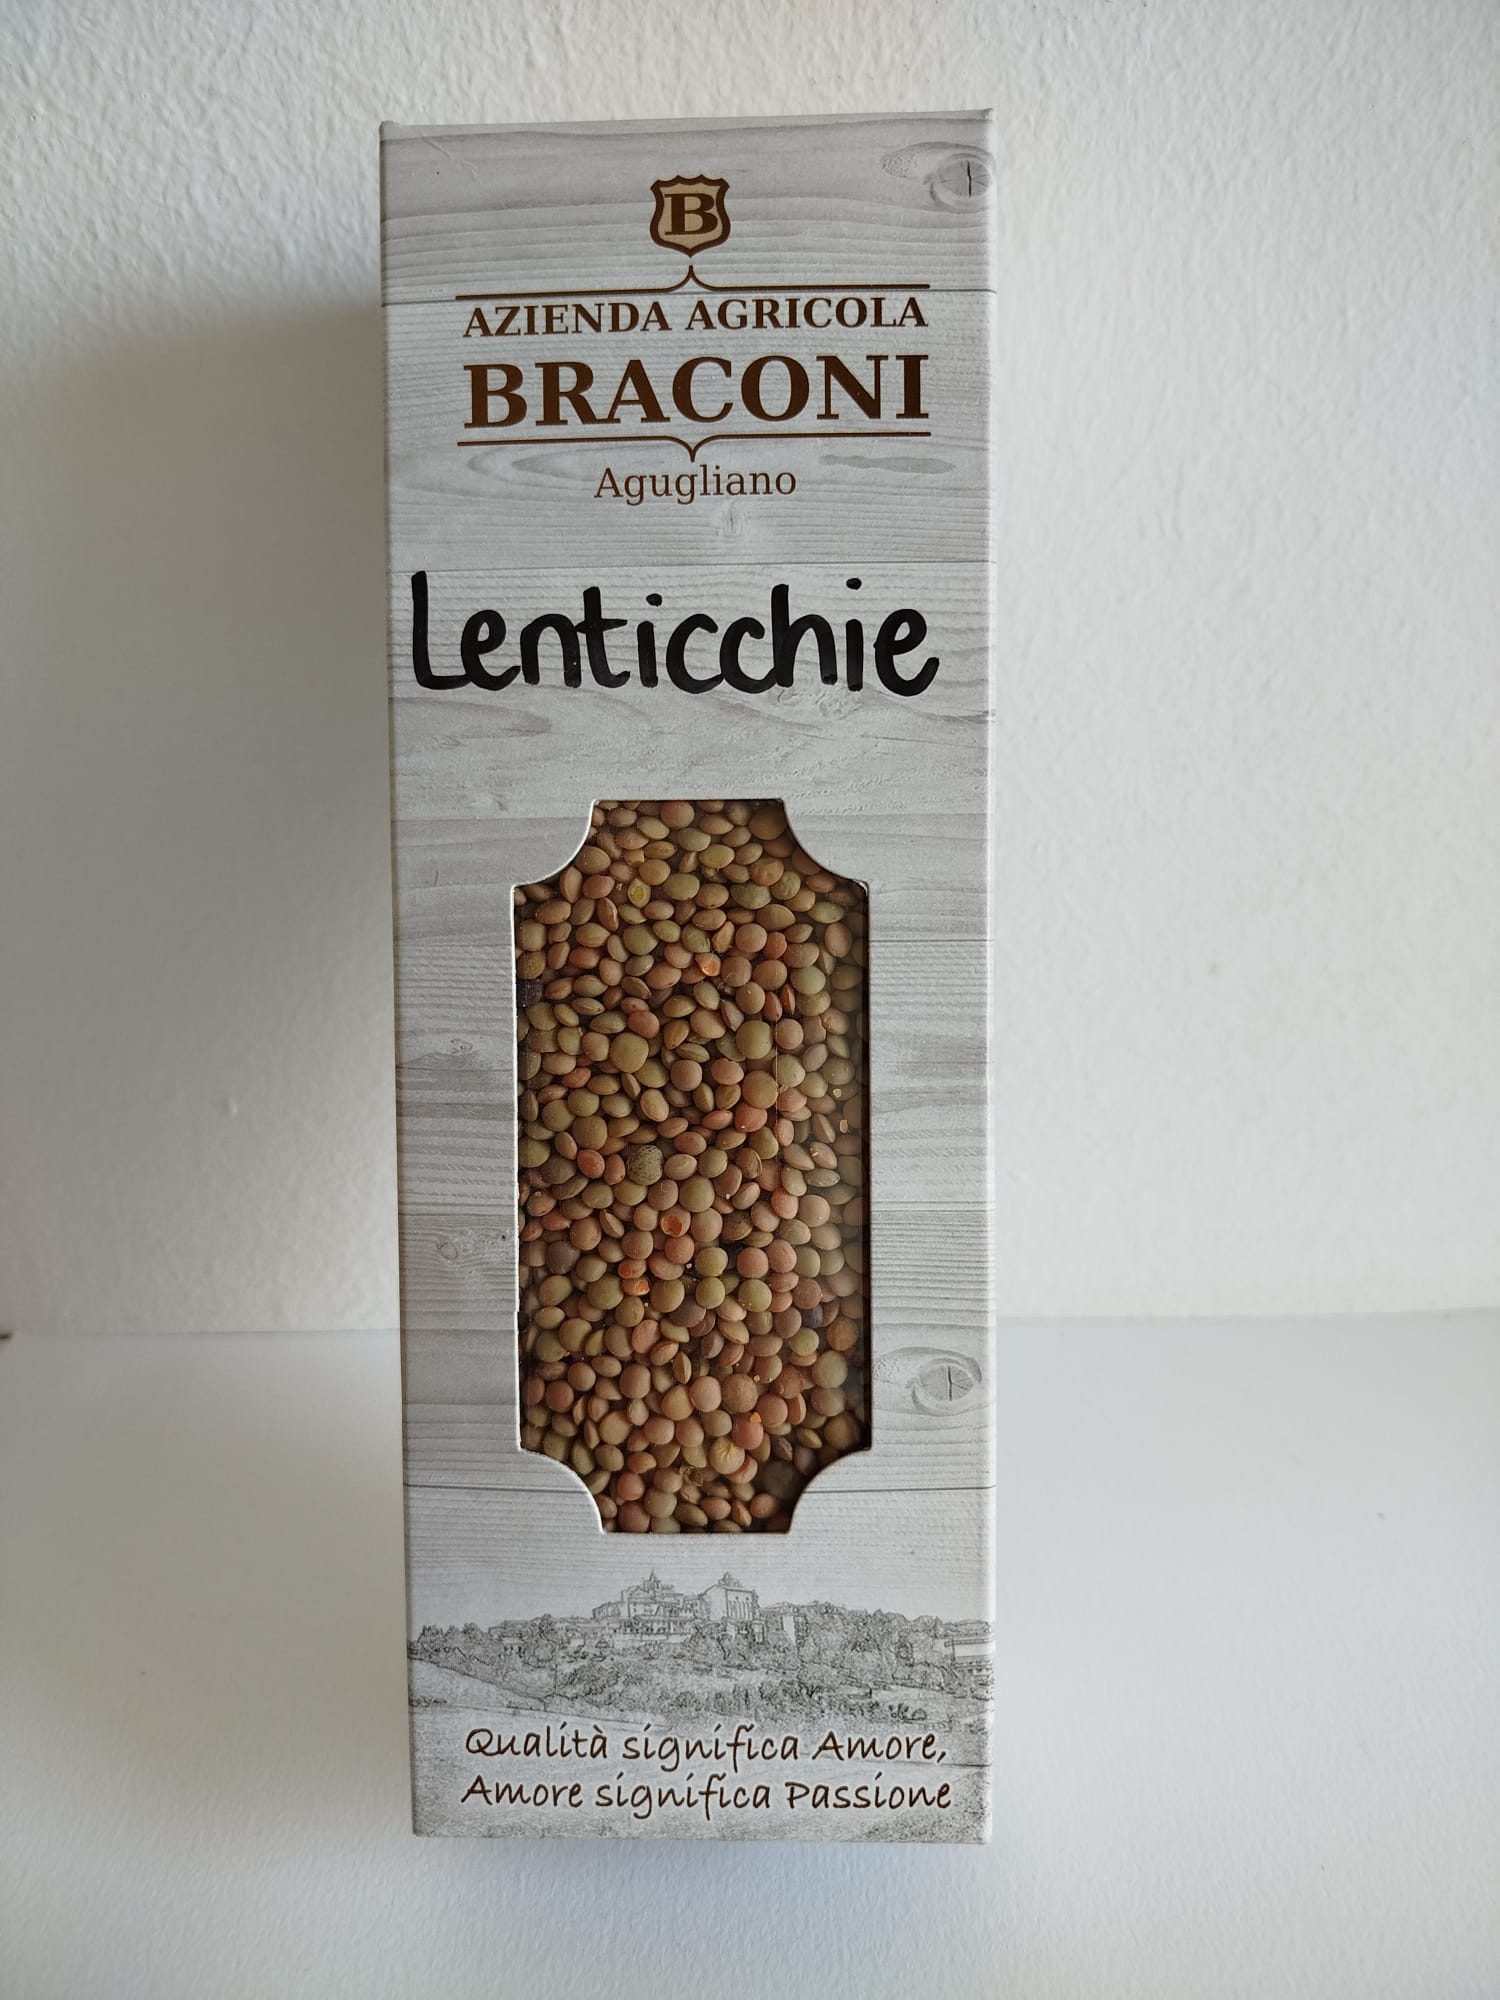 B
AZIENDA AGRICOLA
BRACONI
Agugliano
Lenticchie
Qualità significa Amore,
Amore significa Passione